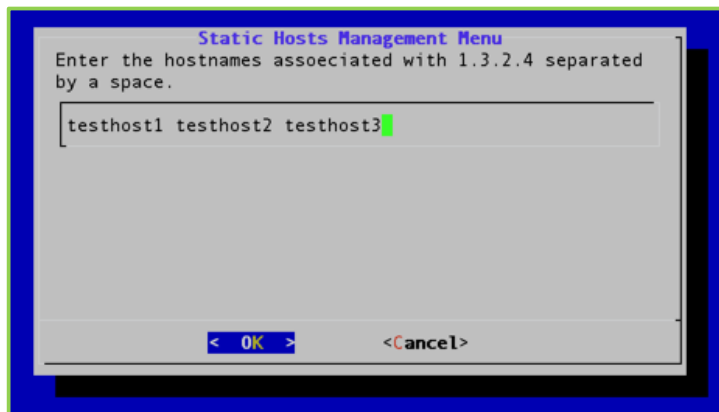 Static Hosts Management Menu
Enter the hostnames assoeciated with 1.3.2.4 separated
by a space.
testhost1 testhost2 testhost3
< OK > <Cancel>